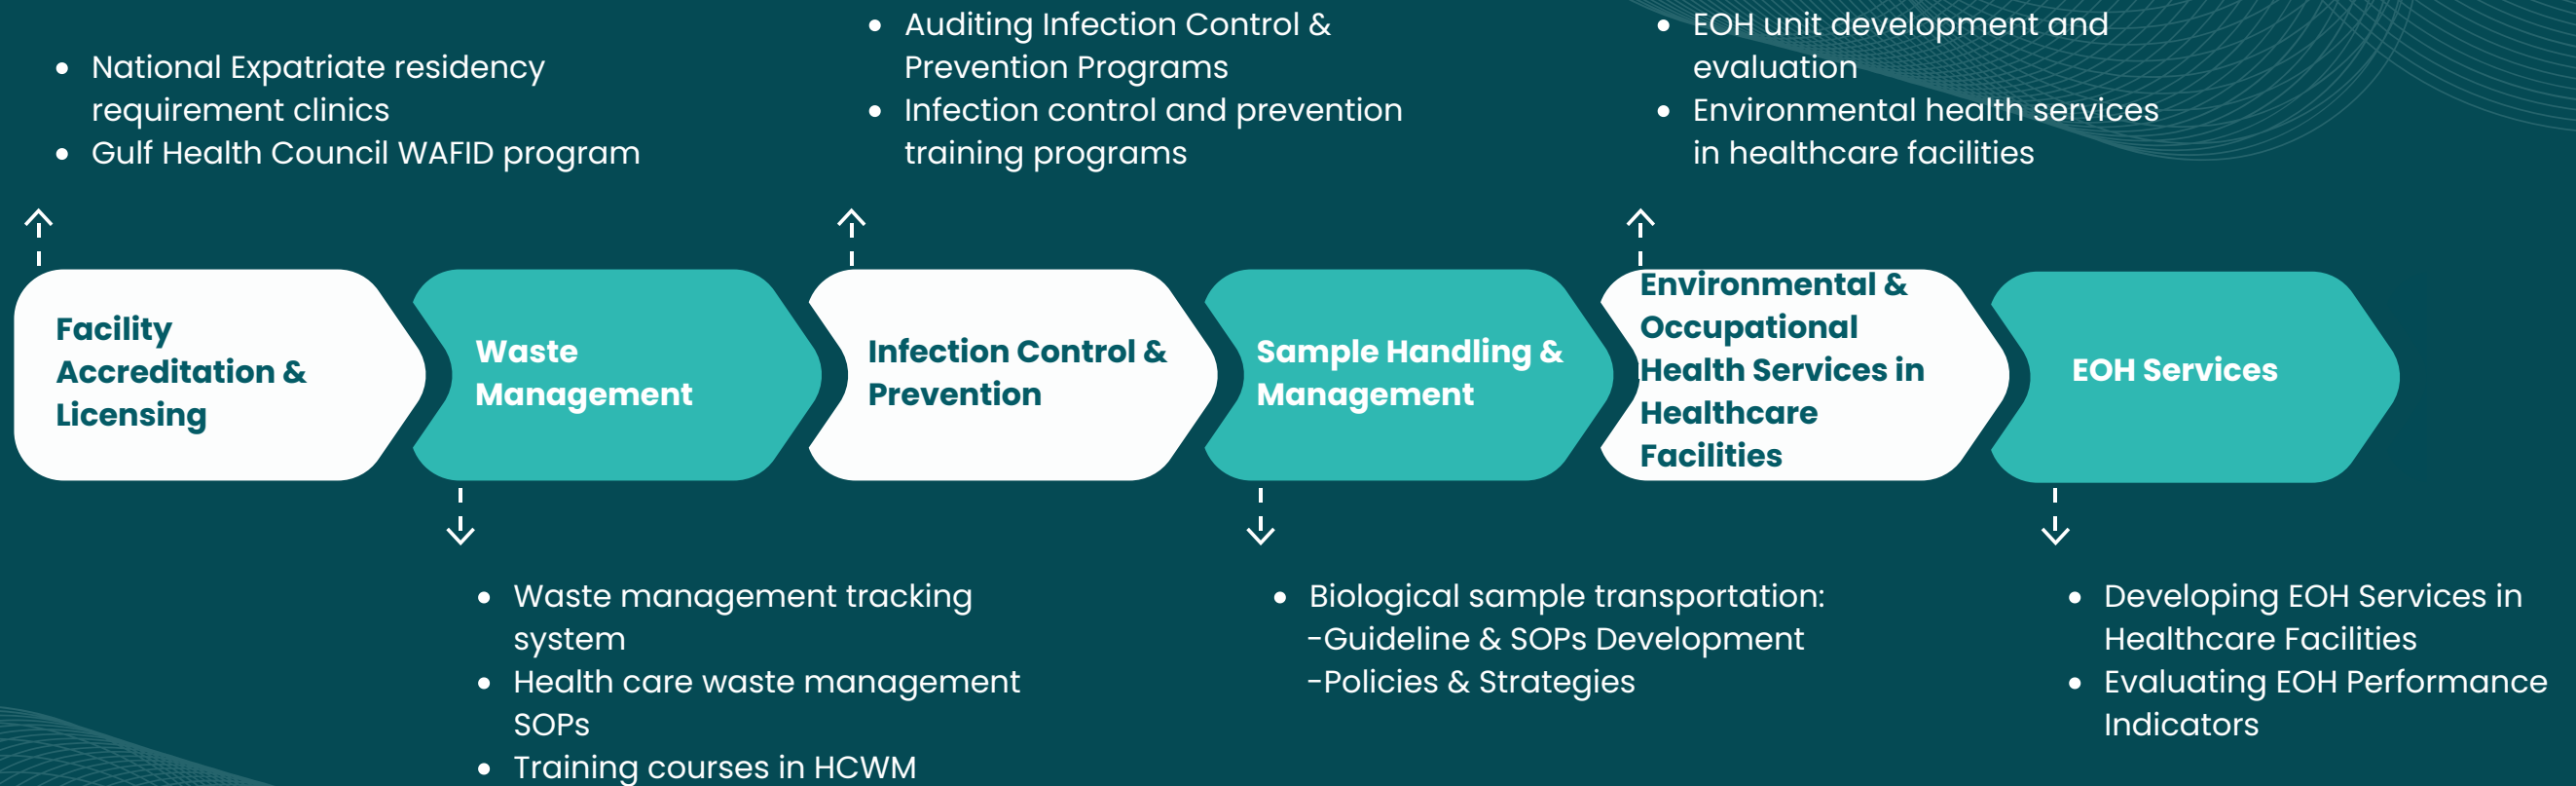 • National Expatriate residency
requirement clinics
• Gulf Health Council WAFID program
• Auditing Infection Control &
Prevention Programs
• Infection control and prevention
training programs
• EOH unit development and
evaluation
• Environmental health services
in healthcare facilities
Facility
Accreditation &
Licensing
Waste
Management
Infection Control &
Prevention
Sample Handling &
Management
Environmental &
Occupational
Health Services in
Healthcare
Facilities
EOH Services
• Waste management tracking
system
• Health care waste management
SOPs
• Training courses in HCWM
• Biological sample transportation:
-Guideline & SOPs Development
-Policies & Strategies
• Developing EOH Services in
Healthcare Facilities
• Evaluating EOH Performance
Indicators